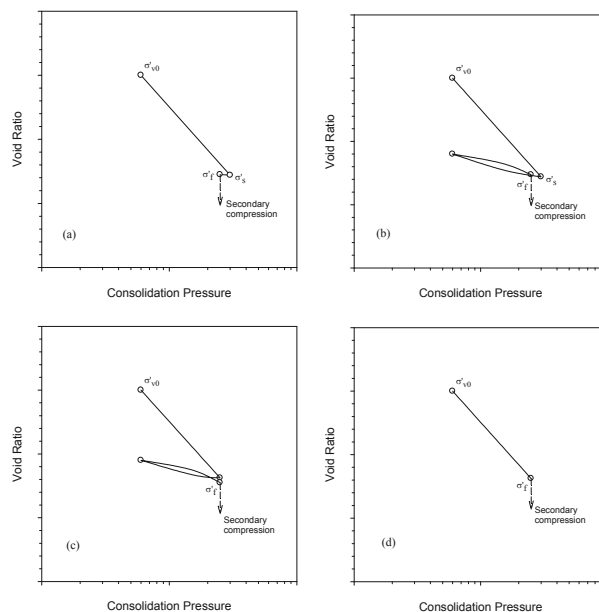 σ'v0
σ'f
σ's
Secondary
compression
(a)
Void Ratio
Consolidation Pressure
σ'v0
σ'f
σ's
Secondary
compression
(b)
Void Ratio
Consolidation Pressure
σ'v0
σ'f
Secondary
compression
(c)
Void Ratio
Consolidation Pressure
σ'v0
σ'f
Secondary
compression
(d)
Void Ratio
Consolidation Pressure